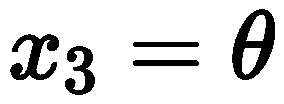 x₃ = θ